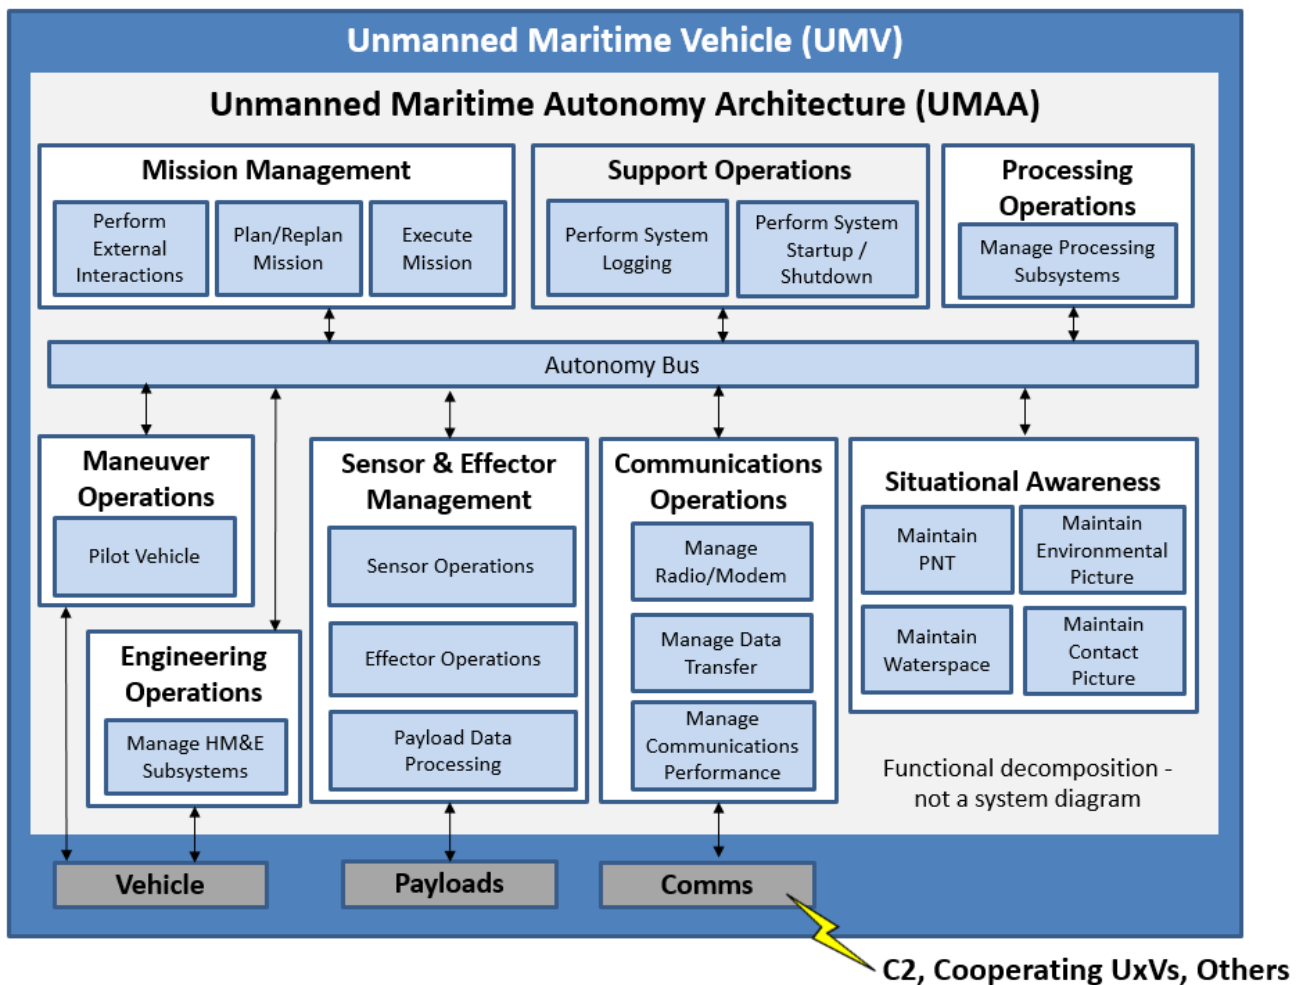 Unmanned Maritime Vehicle (UMV)
Unmanned Maritime Autonomy Architecture (UMAA)
Mission Management
Perform
External
Interactions
Plan/Replan
Mission
Execute
Mission
Support Operations
Perform System
Logging
Perform System
Startup /
Shutdown
Processing
Operations
Manage Processing
Subsystems
Autonomy Bus
Maneuver
Operations
Pilot Vehicle
Engineering
Operations
Manage HM&E
Subsystems
Sensor & Effector
Management
Sensor Operations
Effector Operations
Payload Data
Processing
Communications
Operations
Manage
Radio/Modem
Manage Data
Transfer
Manage
Communications
Performance
Situational Awareness
Maintain
PNT
Maintain
Environmental
Picture
Maintain
Waterspace
Maintain
Contact
Picture
Functional decomposition -
not a system diagram
Vehicle
Payloads
Comms
C2, Cooperating UxVs, Others